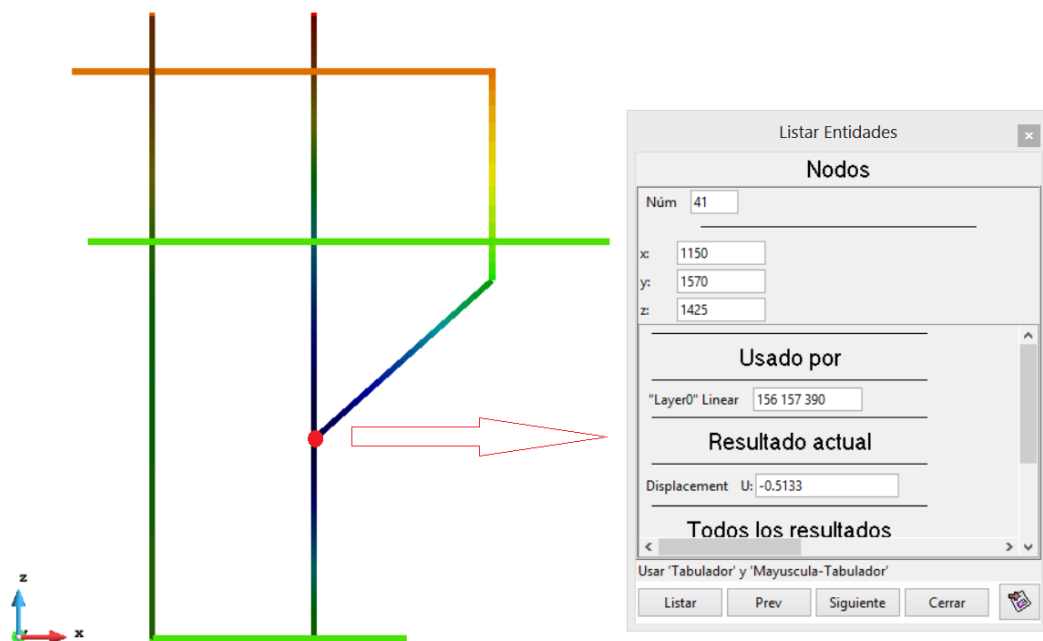 Listar Entidades
Nodos
Núm 41
x: 1150
y: 1570
z: 1425
Usado por
"Layer0" Linear 156 157 390
Resultado actual
Displacement U: -0.5133
Todos los resultados
Usar 'Tabulador' y 'Mayuscula-Tabulador'
Listar Prev Siguiente Cerrar
z
x